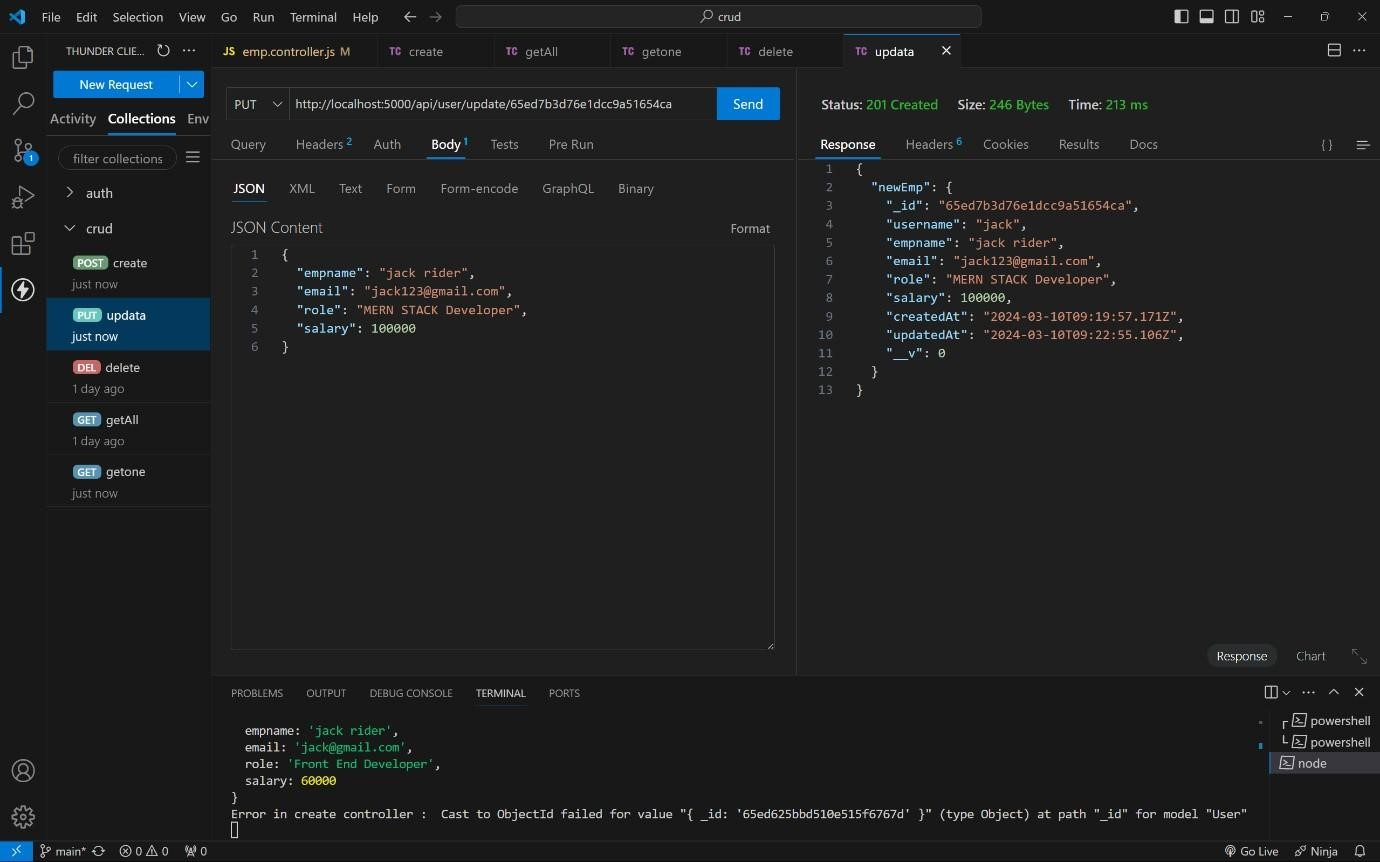 File Edit Selection View Go Run Terminal Help crud
THUNDER CLIE...
New Request
Activity Collections Env
filter collections
auth
crud
POST create
just now
PUT updata
just now
DEL delete
1 day ago
GET getAll
1 day ago
GET getone
just now
JS emp.controller.js M TC create TC getAll TC getone TC delete TC updata
PUT http://localhost:5000/api/user/update/65ed7b3d76e1dcc9a51654ca Send
Query Headers 2 Auth Body 1 Tests Pre Run
JSON XML Text Form Form-encode GraphQL Binary
JSON Content Format
1 {
2 "empname": "jack rider",
3 "email": "jack123@gmail.com",
4 "role": "MERN STACK Developer",
5 "salary": 100000
6 }
Status: 201 Created Size: 246 Bytes Time: 213 ms
Response Headers 6 Cookies Results Docs { }
1 {
2 "newEmp": {
3 "_id": "65ed7b3d76e1dcc9a51654ca",
4 "username": "jack",
5 "empname": "jack rider",
6 "email": "jack123@gmail.com",
7 "role": "MERN STACK Developer",
8 "salary": 100000,
9 "createdAt": "2024-03-10T09:19:57.171Z",
10 "updatedAt": "2024-03-10T09:22:55.106Z",
11 "__v": 0
12 }
13 }
Response Chart
PROBLEMS OUTPUT DEBUG CONSOLE TERMINAL PORTS
empname: 'jack rider',
email: 'jack@gmail.com',
role: 'Front End Developer',
salary: 60000
}
Error in create controller : Cast to ObjectId failed for value "{ _id: '65ed625bbd510e515f6767d' }" (type Object) at path "_id" for model "User"
powershell
powershell
node
1
main* 0 0 0 Go Live Ninja